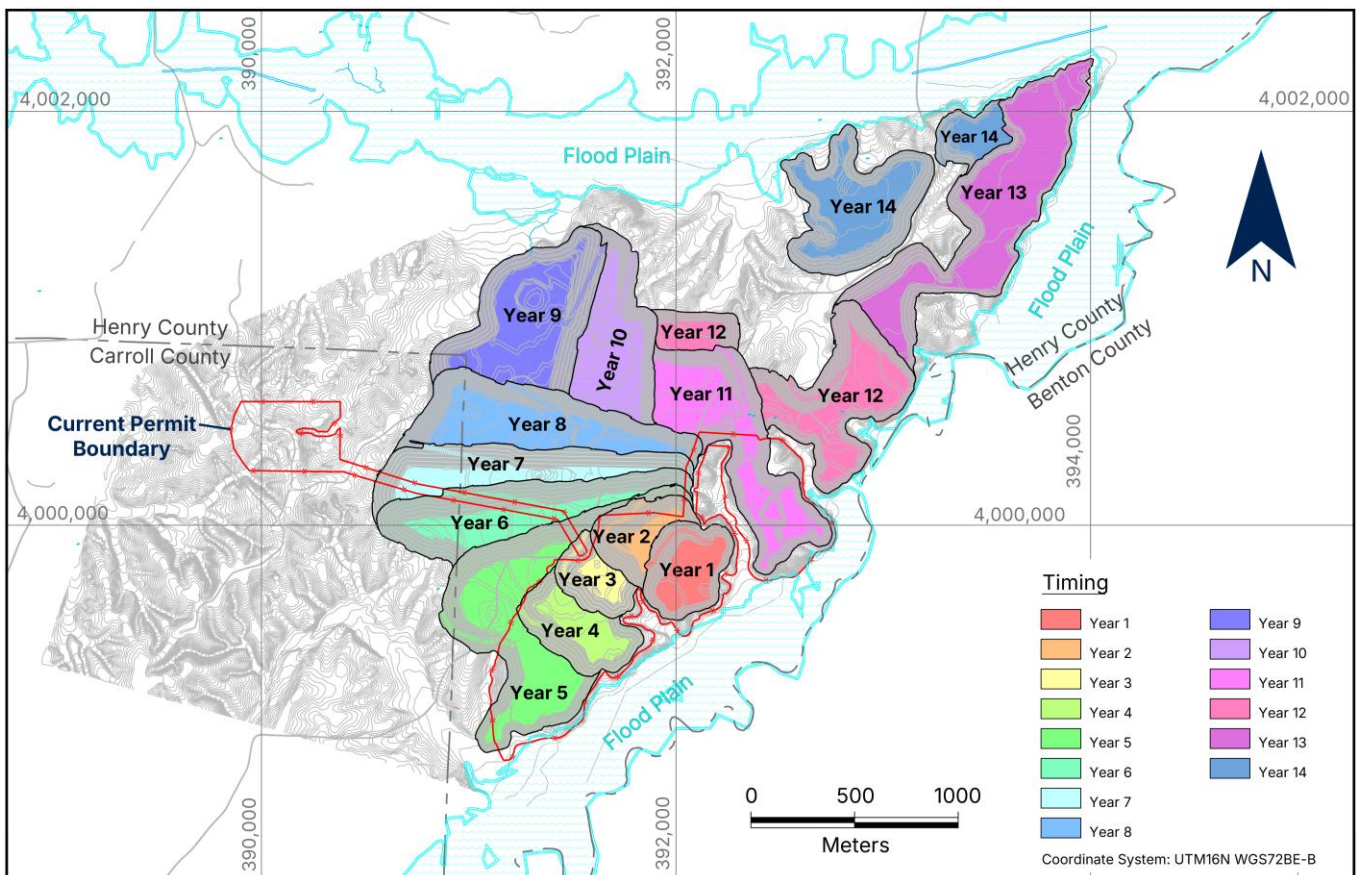 390,000
392,000
4,002,000
4,002,000
Flood Plain
Year 14
Year 14
Year 13
N
Flood Plain
Year 9
Henry County
Carroll County
Year 12
Year 10
Henry County
Benton County
Year 11
Year 12
Current Permit
Boundary
Year 8
394,000
Year 7
4,000,000
Year 6
4,000,000
Year 2
Year 1
Year 3
Year 4
Year 5
Flood Plain
390,000
392,000
0 500 1000
Meters
Timing
Year 1
Year 2
Year 3
Year 4
Year 5
Year 6
Year 7
Year 8
Year 9
Year 10
Year 11
Year 12
Year 13
Year 14
Coordinate System: UTM16N WGS72BE-B